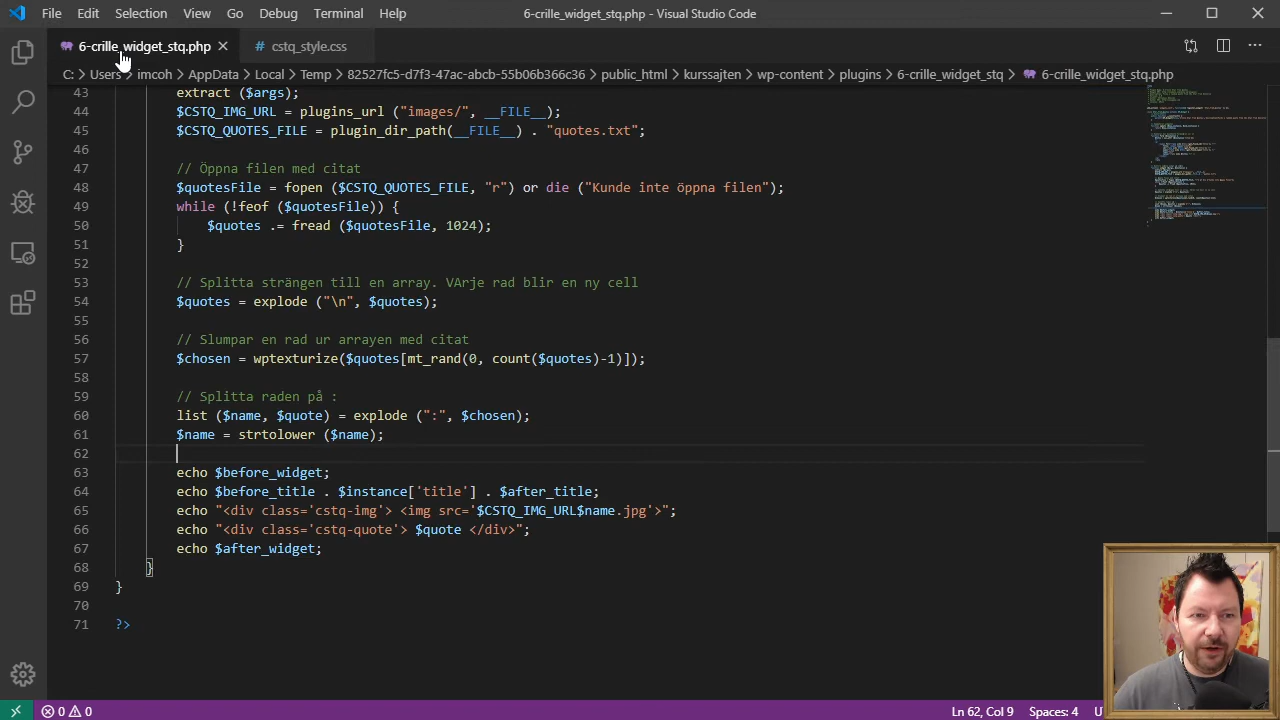 File Edit Selection View Go Debug Terminal Help 6-crille_widget_stq.php - Visual Studio Code
6-crille_widget_stq.php cstq_style.css
C: > Users > imcoh > AppData > Local > Temp > 82527fc5-d7f3-47ac-abcb-55b06b366c36 > public_html > kurssajten > wp-content > plugins > 6-crille_widget_stq > 6-crille_widget_stq.php
43 extract ($args);
44 $CSTQ_IMG_URL = plugins_url ("images/",__FILE__);
45 $CSTQ_QUOTES_FILE = plugin_dir_path(__FILE__) . "quotes.txt";
46
47 // Öppna filen med citat
48 $quotesFile = fopen ($CSTQ_QUOTES_FILE, "r") or die ("Kunde inte öppna filen");
49 while (!feof ($quotesFile)) {
50 $quotes .= fread ($quotesFile, 1024);
51 }
52
53 // Splitta strängen till en array. VArje rad blir en ny cell
54 $quotes = explode ("\n", $quotes);
55
56 // Slumpar en rad ur arrayen med citat
57 $chosen = wptexturize($quotes[mt_rand(0, count($quotes)-1)]);
58
59 // Splitta raden på :
60 list ($name, $quote) = explode (":", $chosen);
61 $name = strtolower ($name);
62
63 echo $before_widget;
64 echo $before_title . $instance['title'] . $after_title;
65 echo "<div class='cstq-img'> <img src='$CSTQ_IMG_URL$name.jpg'>";
66 echo "<div class='cstq-quote'> $quote </div>";
67 echo $after_widget;
68 }
69 }
70
71 ?>
0 0 Ln 62, Col 9 Spaces: 4